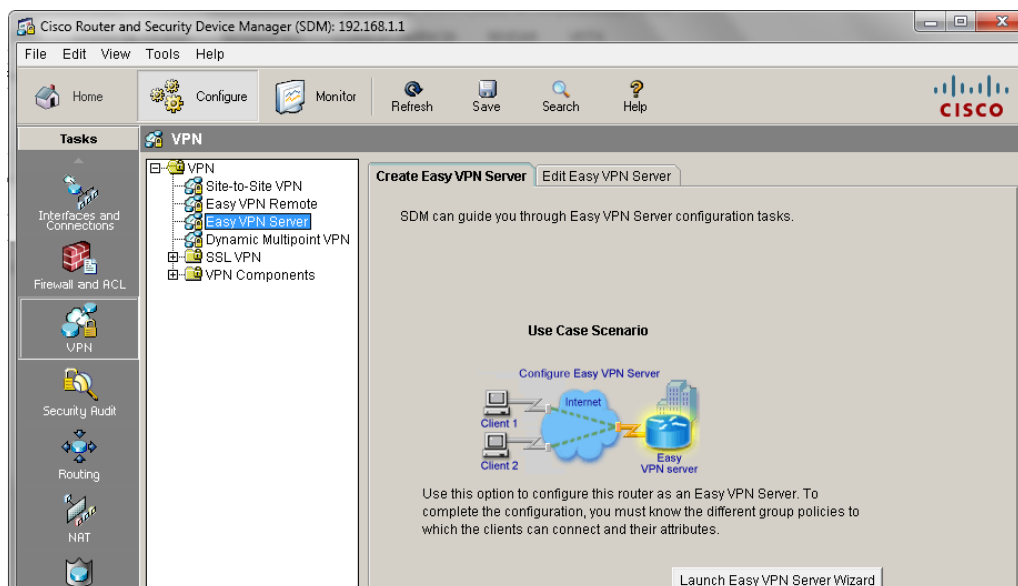 Cisco Router and Security Device Manager (SDM): 192.168.1.1
File Edit View Tools Help
Home Configure Monitor Refresh Save Search Help
CISCO
Tasks
VPN
Interfaces and
Connections
Firewall and ACL
VPN
Security Audit
Routing
NAT
VPN
Site-to-Site VPN
Easy VPN Remote
Easy VPN Server
Dynamic Multipoint VPN
SSL VPN
VPN Components
Create Easy VPN Server Edit Easy VPN Server
SDM can guide you through Easy VPN Server configuration tasks.
Use Case Scenario
Configure Easy VPN Server
Internet
Client 1
Client 2
Easy
VPN server
Use this option to configure this router as an Easy VPN Server. To
complete the configuration, you must know the different group policies to
which the clients can connect and their attributes.
Launch Easy VPN Server Wizard